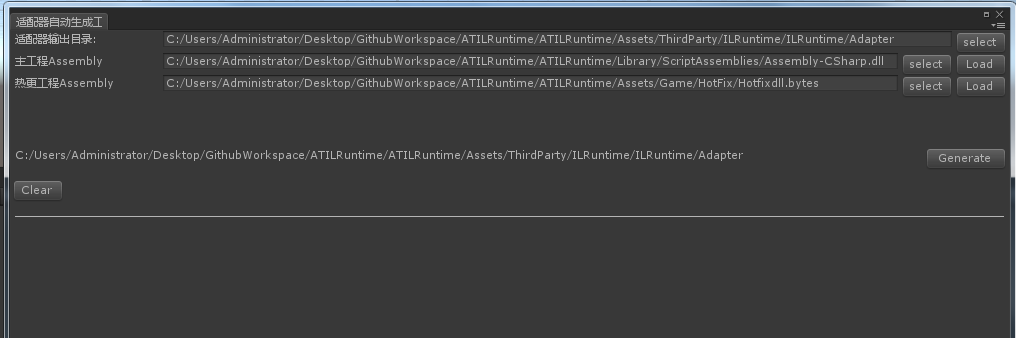 适配器自动生成工
适配器输出目录: C:/Users/Administrator/Desktop/GithubWorkspace/ATILRuntime/ATILRuntime/Assets/ThirdParty/ILRuntime/ILRuntime/Adapter select
主工程Assembly C:/Users/Administrator/Desktop/GithubWorkspace/ATILRuntime/ATILRuntime/Library/ScriptAssemblies/Assembly-CSharp.dll select Load
热更工程Assembly C:/Users/Administrator/Desktop/GithubWorkspace/ATILRuntime/ATILRuntime/Assets/Game/HotFix/Hotfixdll.bytes select Load
C:/Users/Administrator/Desktop/GithubWorkspace/ATILRuntime/ATILRuntime/Assets/ThirdParty/ILRuntime/ILRuntime/Adapter Generate
Clear